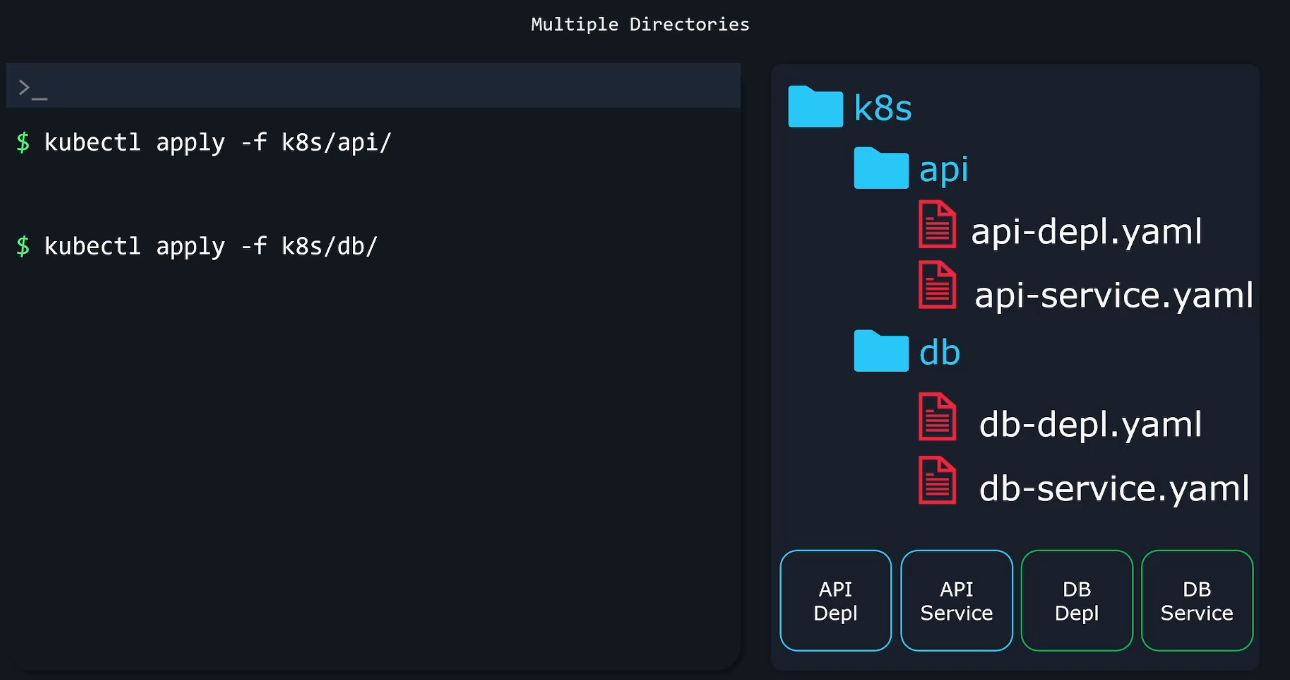 Multiple Directories
>_
$ kubectl apply -f k8s/api/
$ kubectl apply -f k8s/db/
k8s
api
api-depl.yaml
api-service.yaml
db
db-depl.yaml
db-service.yaml
API
Depl
API
Service
DB
Depl
DB
Service